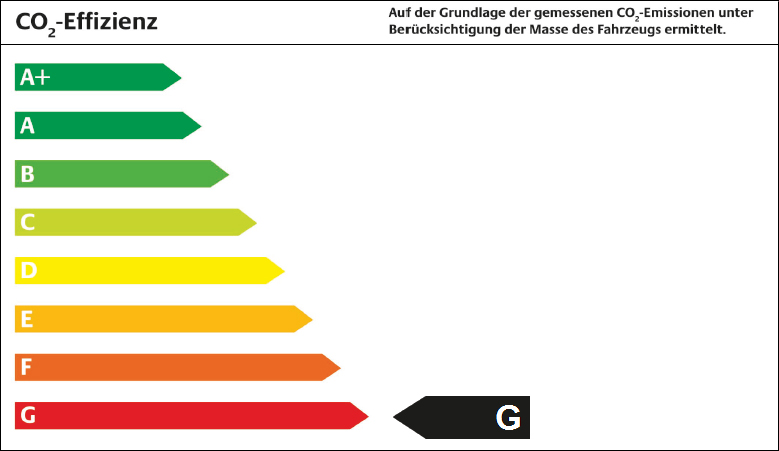 CO₂-Effizienz
Auf der Grundlage der gemessenen CO₂-Emissionen unter
Berücksichtigung der Masse des Fahrzeugs ermittelt.
A+
A
B
C
D
E
F
G
G